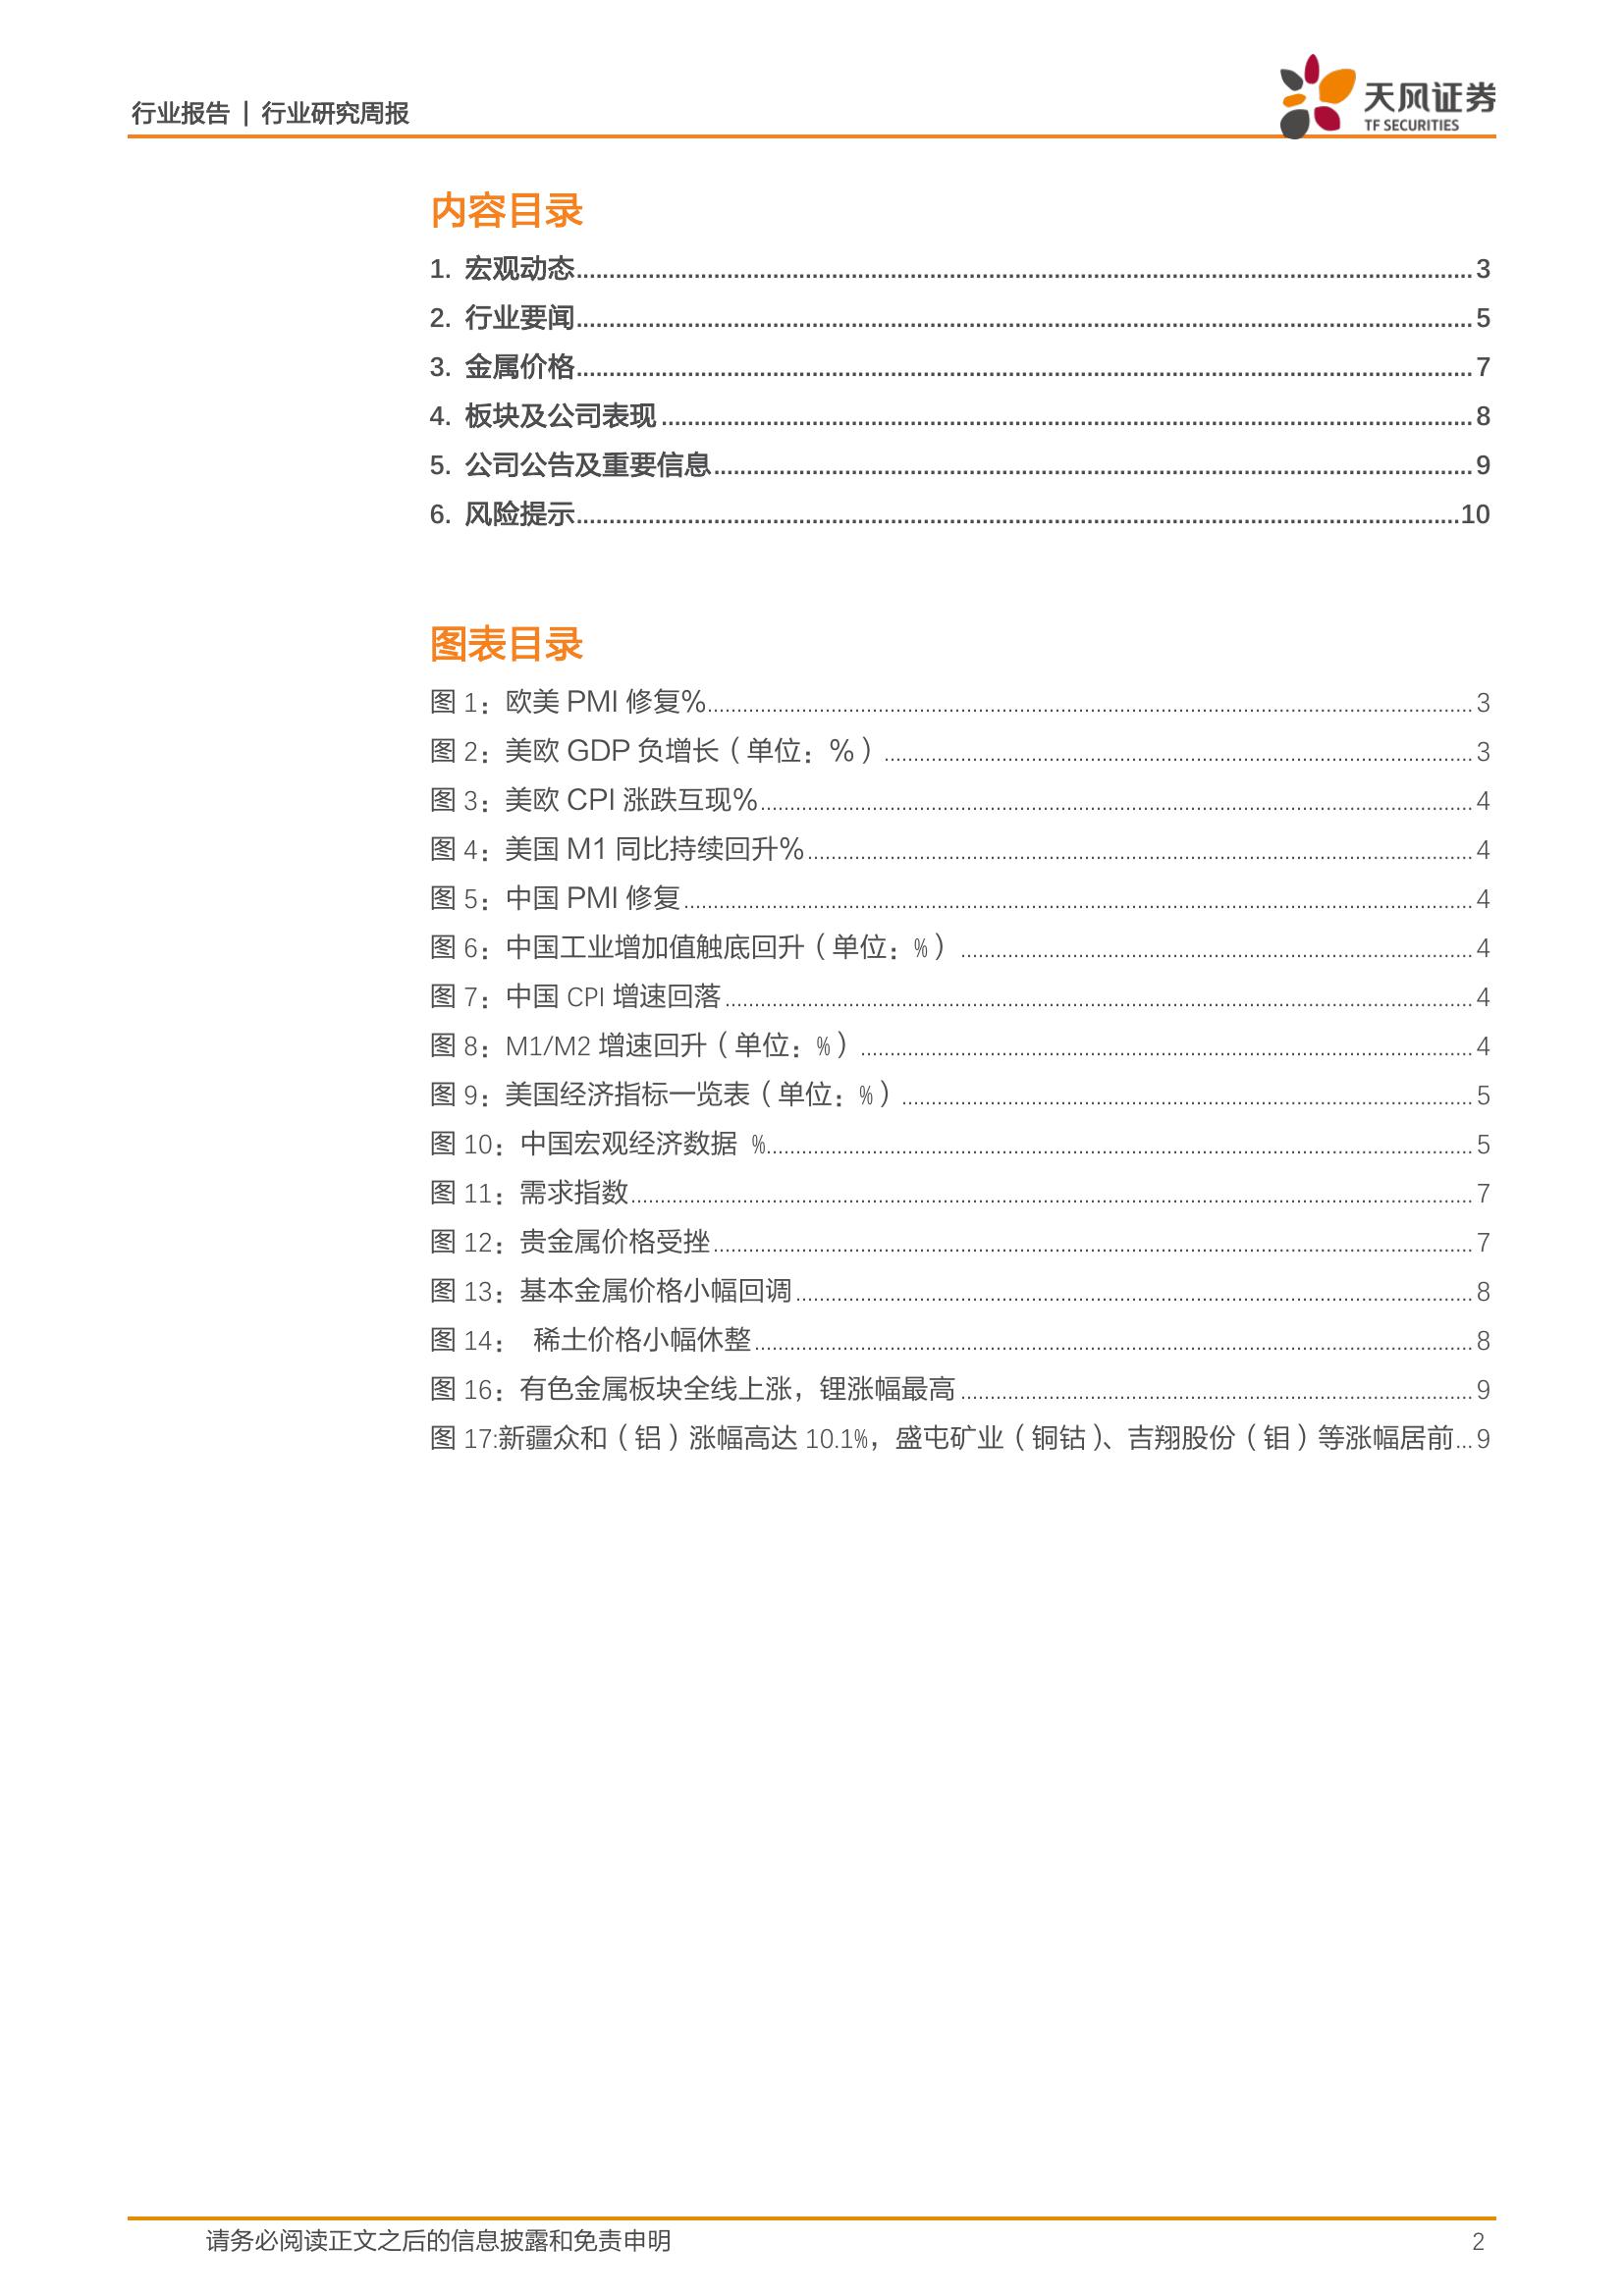 行业报告 | 行业研究周报
天风证券
TF SECURITIES
内容目录
1. 宏观动态 3
2. 行业要闻 5
3. 金属价格 7
4. 板块及公司表现 8
5. 公司公告及重要信息 9
6. 风险提示 10
图表目录
图 1：欧美 PMI 修复% 3
图 2：美欧 GDP 负增长（单位：%） 3
图 3：美欧 CPI 涨跌互现% 4
图 4：美国 M1 同比持续回升% 4
图 5：中国 PMI 修复 4
图 6：中国工业增加值触底回升（单位：%） 4
图 7：中国 CPI 增速回落 4
图 8：M1/M2 增速回升（单位：%） 4
图 9：美国经济指标一览表（单位：%） 5
图 10：中国宏观经济数据 % 5
图 11：需求指数 7
图 12：贵金属价格受挫 7
图 13：基本金属价格小幅回调 8
图 14： 稀土价格小幅休整 8
图 16：有色金属板块全线上涨，锂涨幅最高 9
图 17:新疆众和（铝）涨幅高达 10.1%，盛屯矿业（铜钴）、吉翔股份（钼）等涨幅居前 9
请务必阅读正文之后的信息披露和免责申明 2